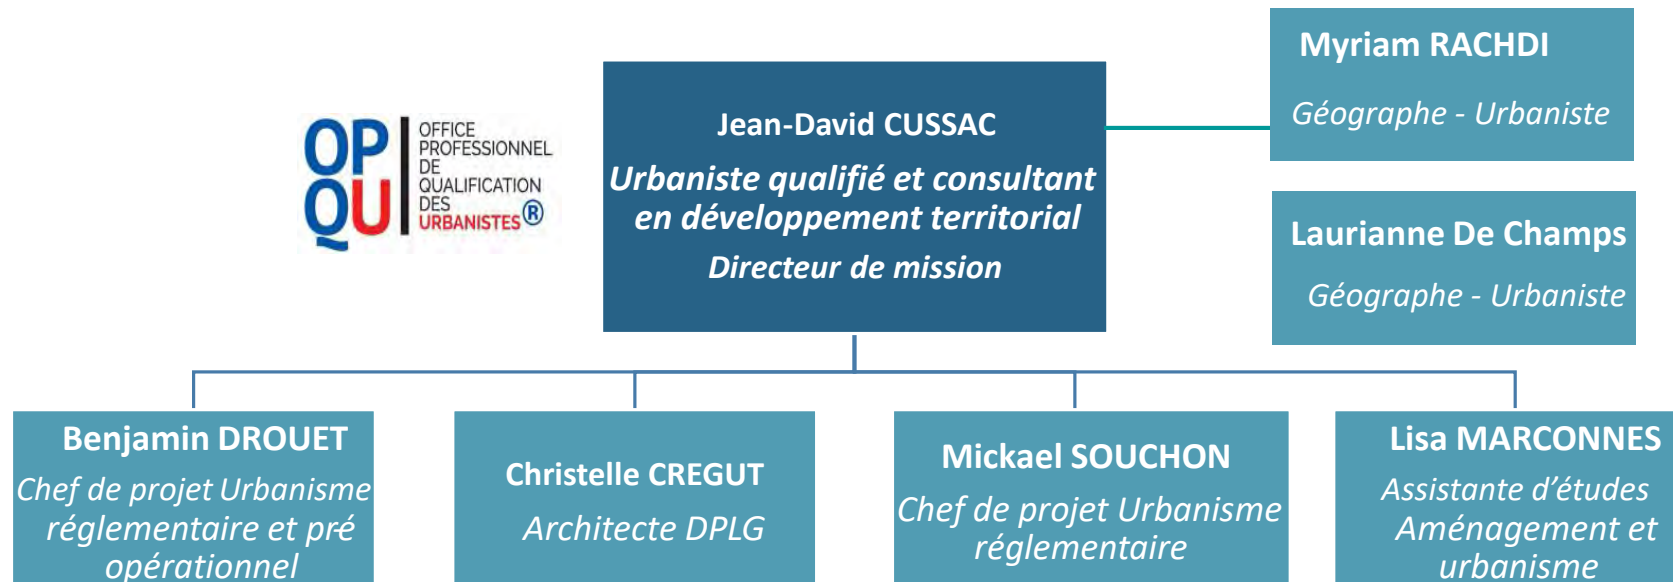 OP
QU
OFFICE
PROFESSIONNEL
DE
QUALIFICATION
DES
URBANISTES®
Jean-David CUSSAC
Urbaniste qualifié et consultant
en développement territorial
Directeur de mission
Myriam RACHDI
Géographe - Urbaniste
Laurianne De Champs
Géographe - Urbaniste
Benjamin DROUET
Chef de projet Urbanisme
réglementaire et pré
opérationnel
Christelle CREGUT
Architecte DPLG
Mickael SOUCHON
Chef de projet Urbanisme
réglementaire
Lisa MARCONNES
Assistante d’études
Aménagement et
urbanisme